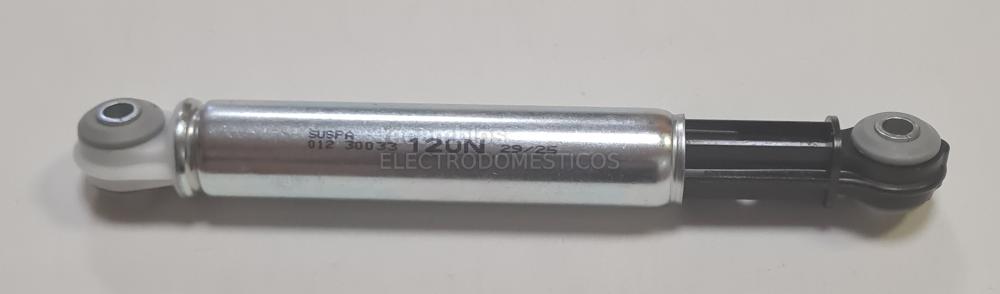 SUSPA
012 30033 120N 29/25
ELECTRODOMESTICOS